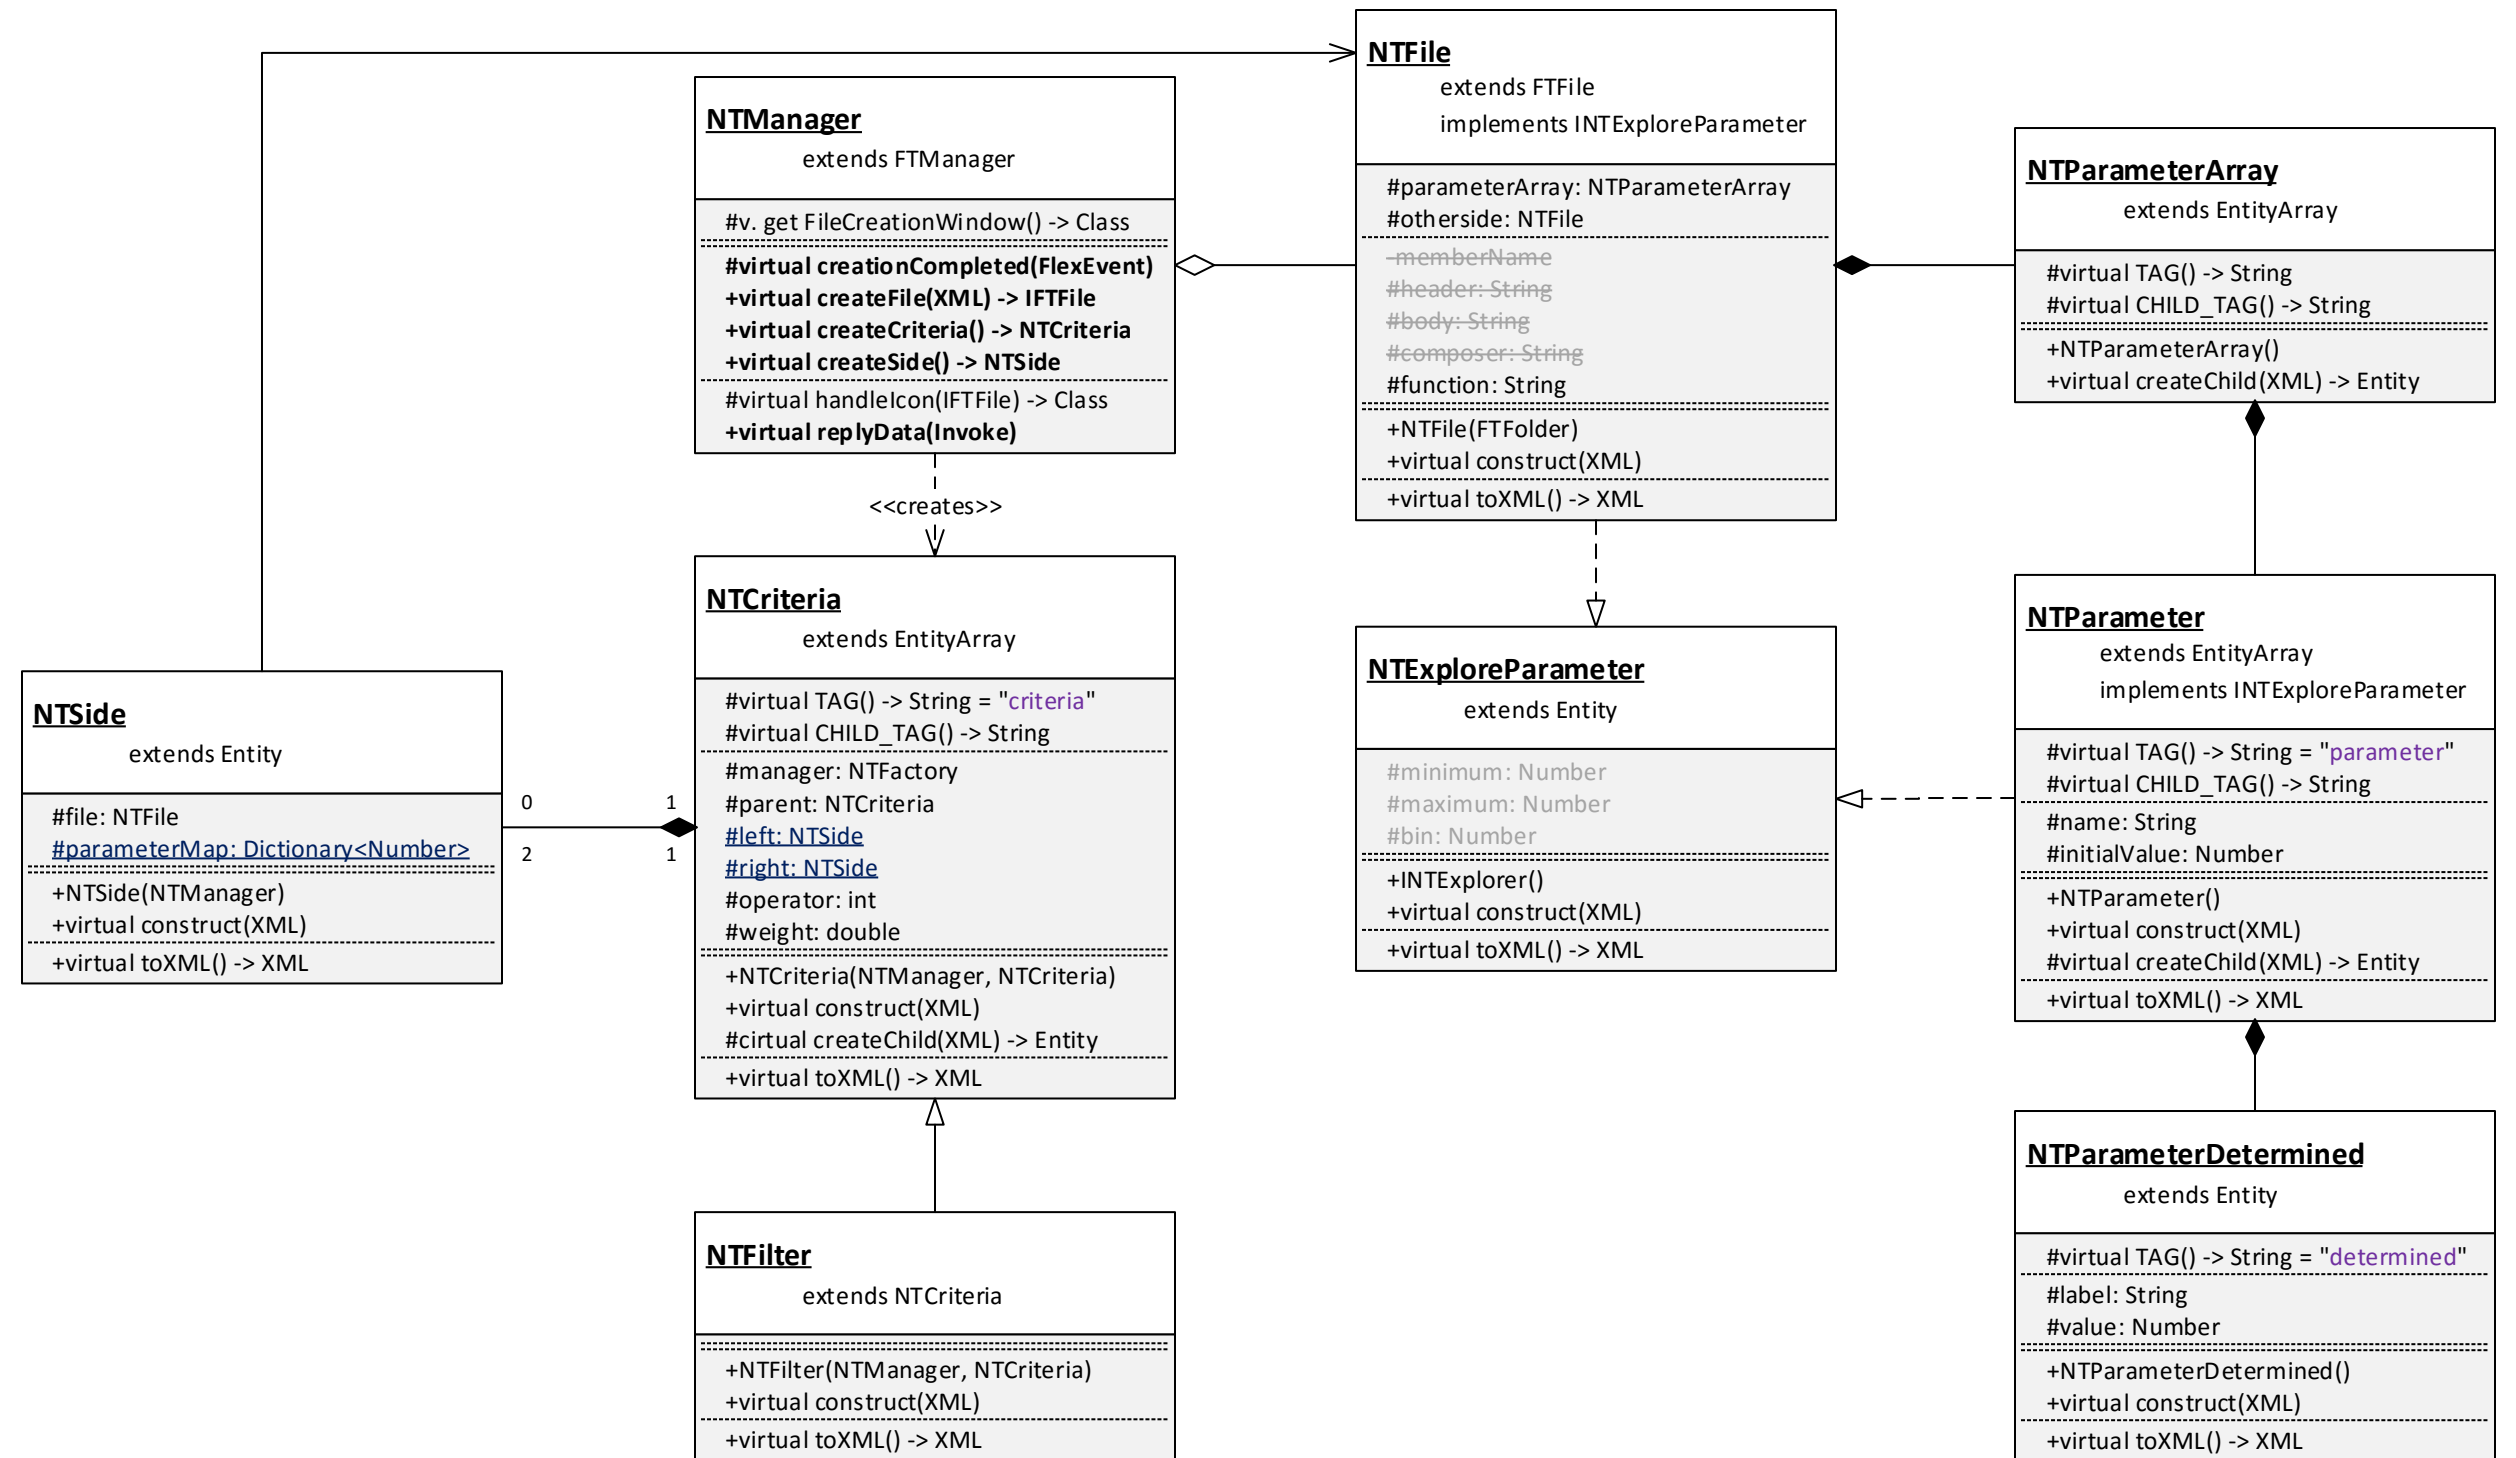 NTFile
extends FTFile
implements INTExploreParameter
#parameterArray: NTParameterArray
#otherside: NTFile
-memberName
#header: String
#body: String
#composer: String
#function: String
+NTFile(FTFolder)
+virtual construct(XML)
+virtual toXML() -> XML
NTManager
extends FTManager
#v. get FileCreationWindow() -> Class
#virtual creationCompleted(FlexEvent)
+virtual createFile(XML) -> IFTFile
+virtual createCriteria() -> NTCriteria
+virtual createSide() -> NTSide
#virtual handleIcon(IFTFile) -> Class
+virtual replyData(Invoke)
<<creates>>
NTParameterArray
extends EntityArray
#virtual TAG() -> String
#virtual CHILD_TAG() -> String
+NTParameterArray()
+virtual createChild(XML) -> Entity
NTCriteria
extends EntityArray
#virtual TAG() -> String = "criteria"
#virtual CHILD_TAG() -> String
#manager: NTFactory
#parent: NTCriteria
#left: NTSide
#right: NTSide
#operator: int
#weight: double
+NTCriteria(NTManager, NTCriteria)
+virtual construct(XML)
#cirtual createChild(XML) -> Entity
+virtual toXML() -> XML
NTSide
extends Entity
#file: NTFile
#parameterMap: Dictionary<Number>
+NTSide(NTManager)
+virtual construct(XML)
+virtual toXML() -> XML
0
1
2
1
NTExploreParameter
extends Entity
#minimum: Number
#maximum: Number
#bin: Number
+INTExplorer()
+virtual construct(XML)
+virtual toXML() -> XML
NTParameter
extends EntityArray
implements INTExploreParameter
#virtual TAG() -> String = "parameter"
#virtual CHILD_TAG() -> String
#name: String
#initialValue: Number
+NTParameter()
+virtual construct(XML)
#virtual createChild(XML) -> Entity
+virtual toXML() -> XML
NTFilter
extends NTCriteria
+NTFilter(NTManager, NTCriteria)
+virtual construct(XML)
+virtual toXML() -> XML
NTParameterDetermined
extends Entity
#virtual TAG() -> String = "determined"
#label: String
#value: Number
+NTParameterDetermined()
+virtual construct(XML)
+virtual toXML() -> XML